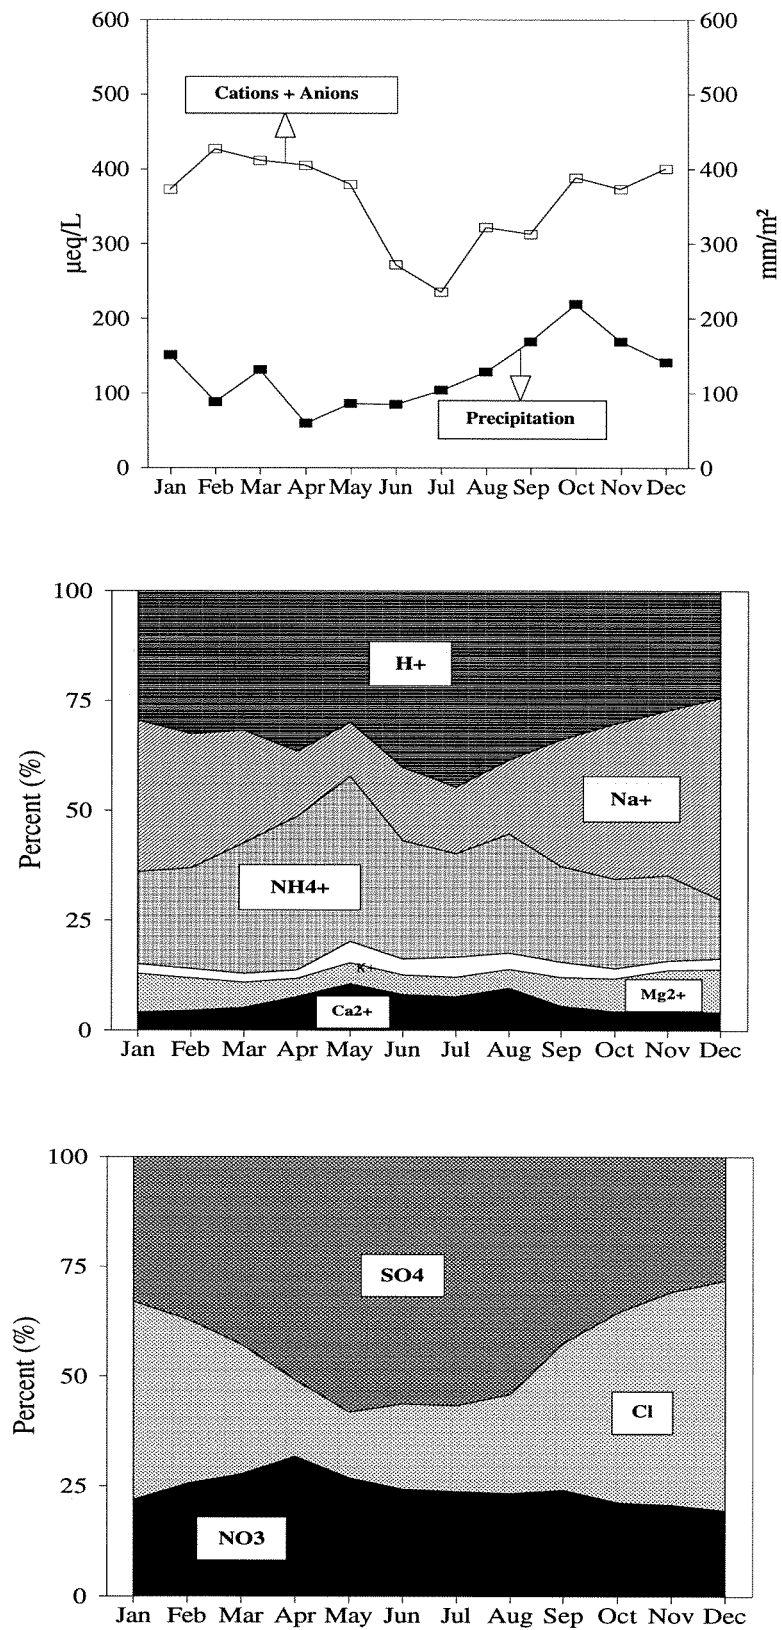 600 600
Cations + Anions
500 500
400 400
µeq/L mm/m²
300 300
200 200
100 100
Precipitation
0 0
Jan Feb Mar Apr May Jun Jul Aug Sep Oct Nov Dec
100
H+
75
Na+
Percent (%)
50
NH4+
25
K+
Mg2+
Ca2+
0
Jan Feb Mar Apr May Jun Jul Aug Sep Oct Nov Dec
100
75
SO4
Percent (%)
50
Cl
25
NO3
0
Jan Feb Mar Apr May Jun Jul Aug Sep Oct Nov Dec